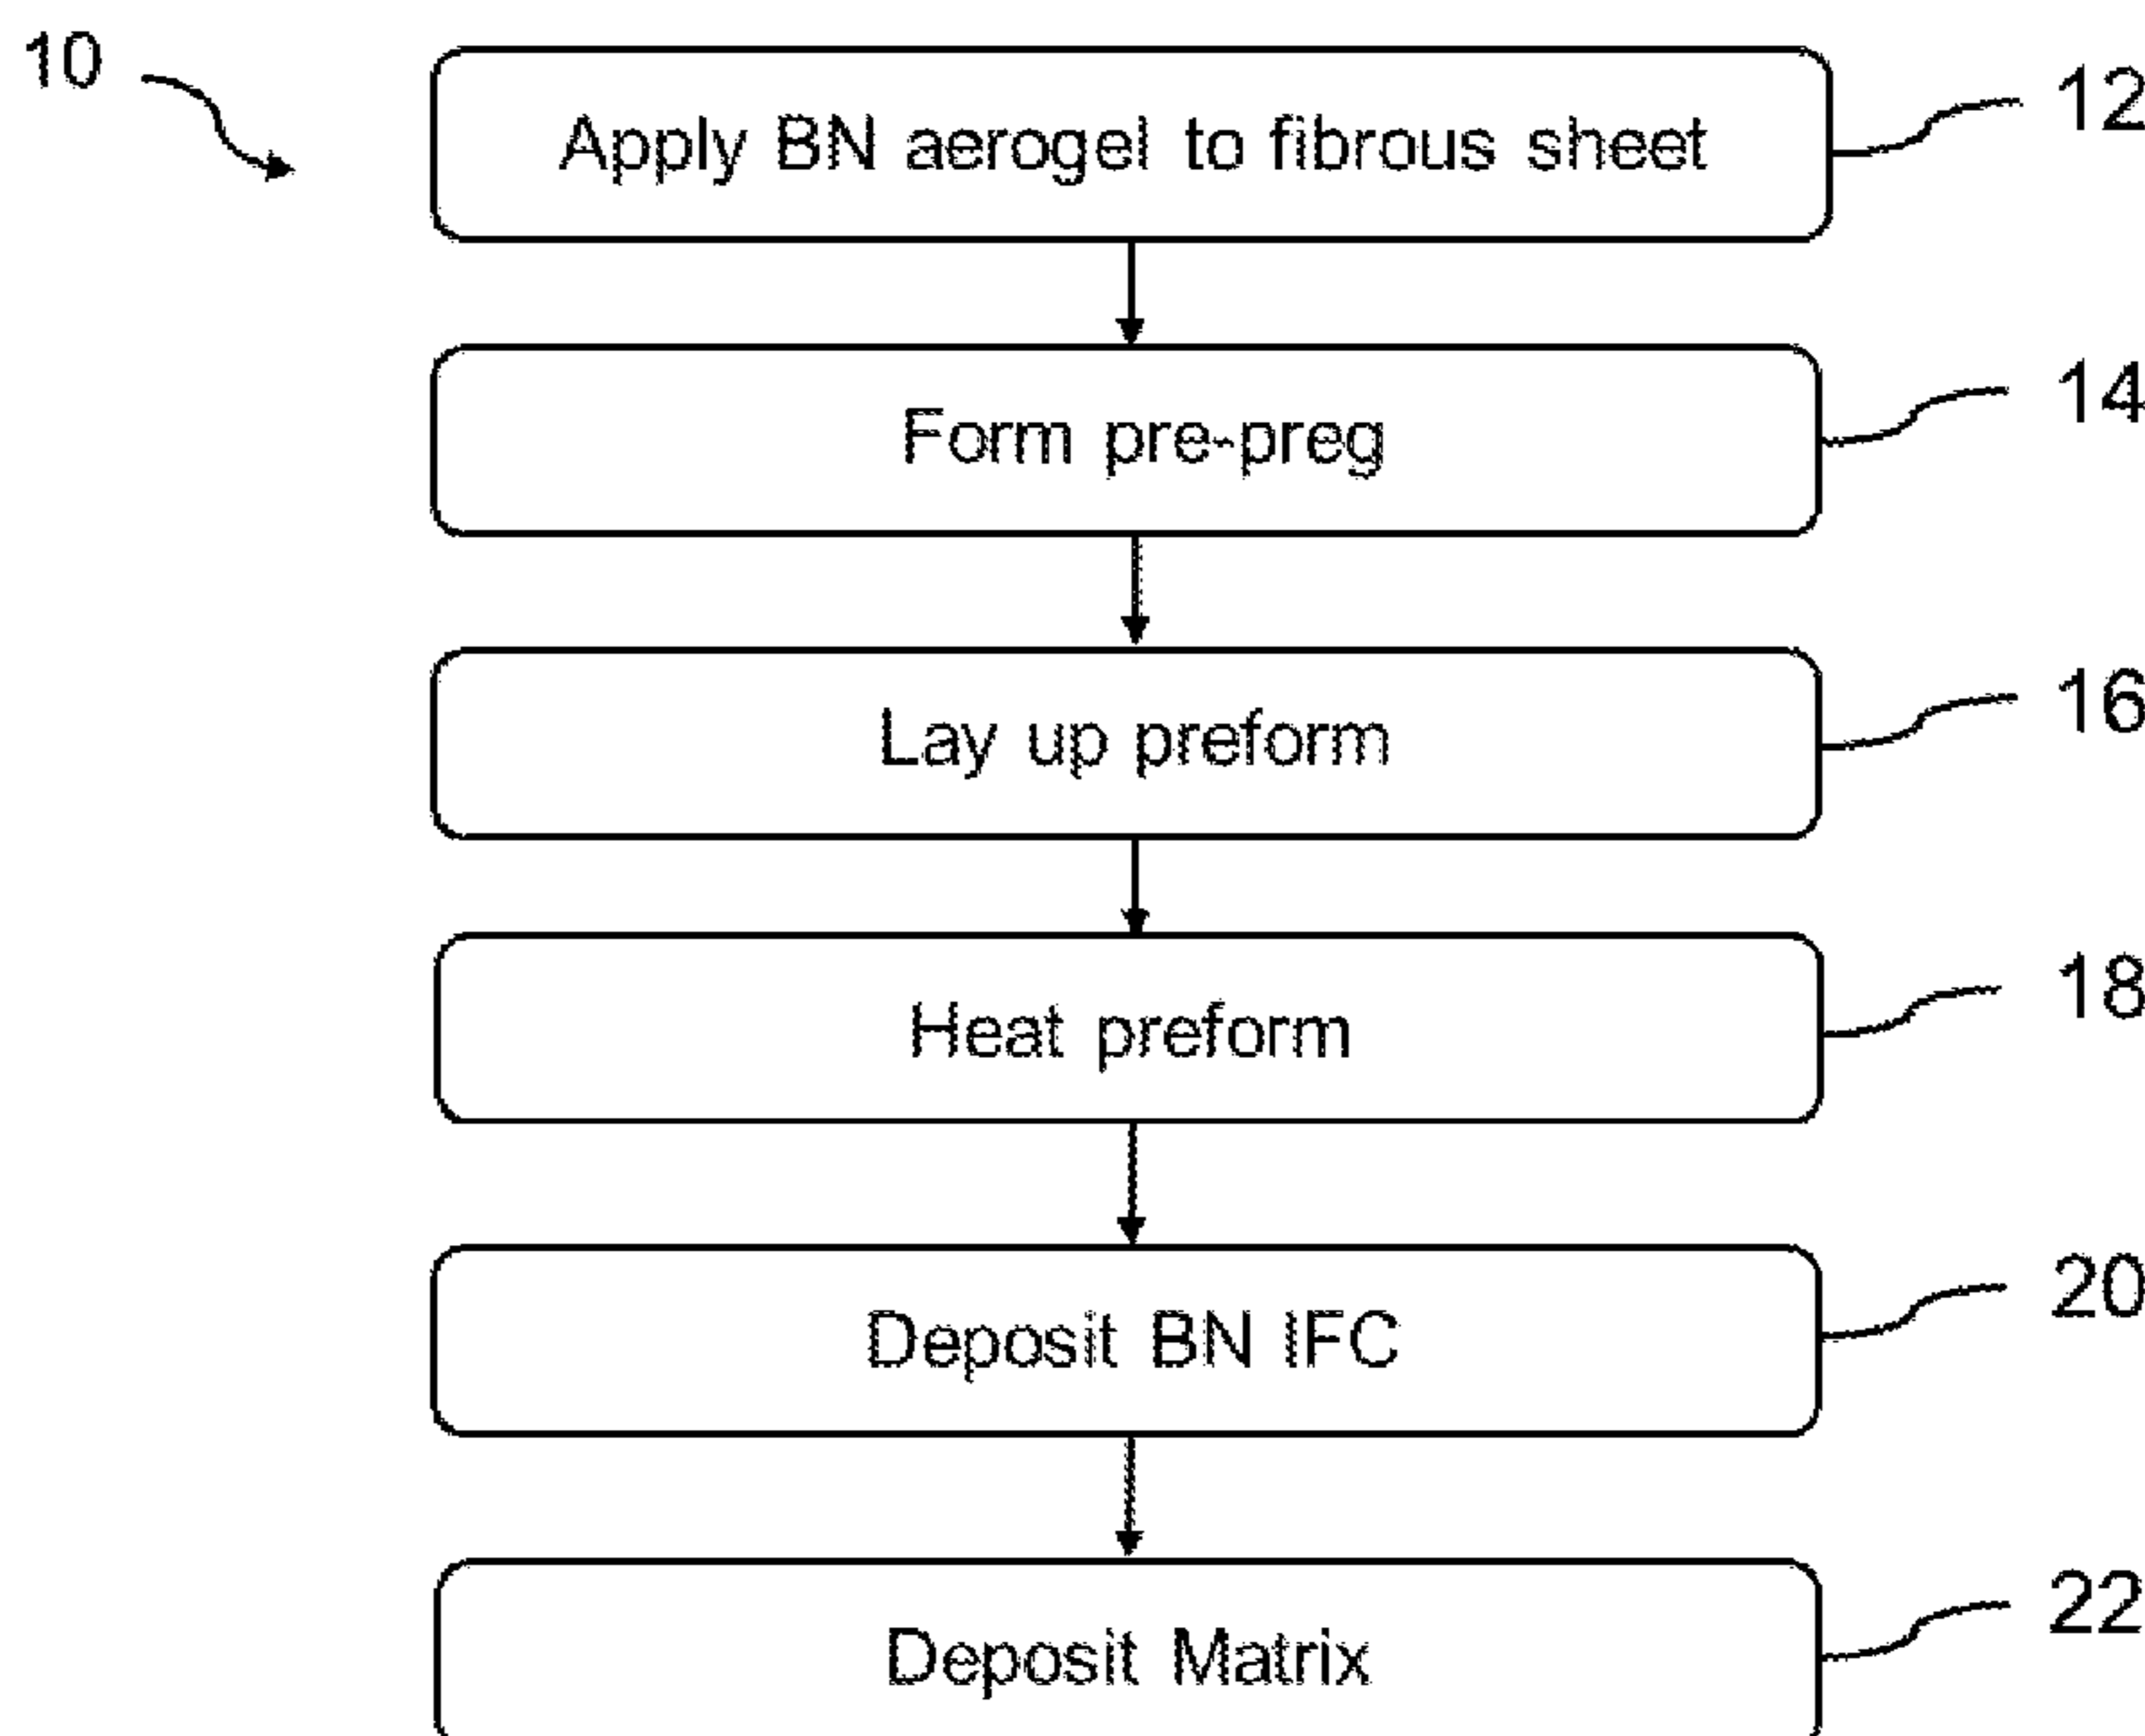 10
Apply BN aerogel to fibrous sheet
12
Form pre-preg
14
Lay up preform
16
Heat preform
18
Deposit BN IFC
20
Deposit Matrix
22